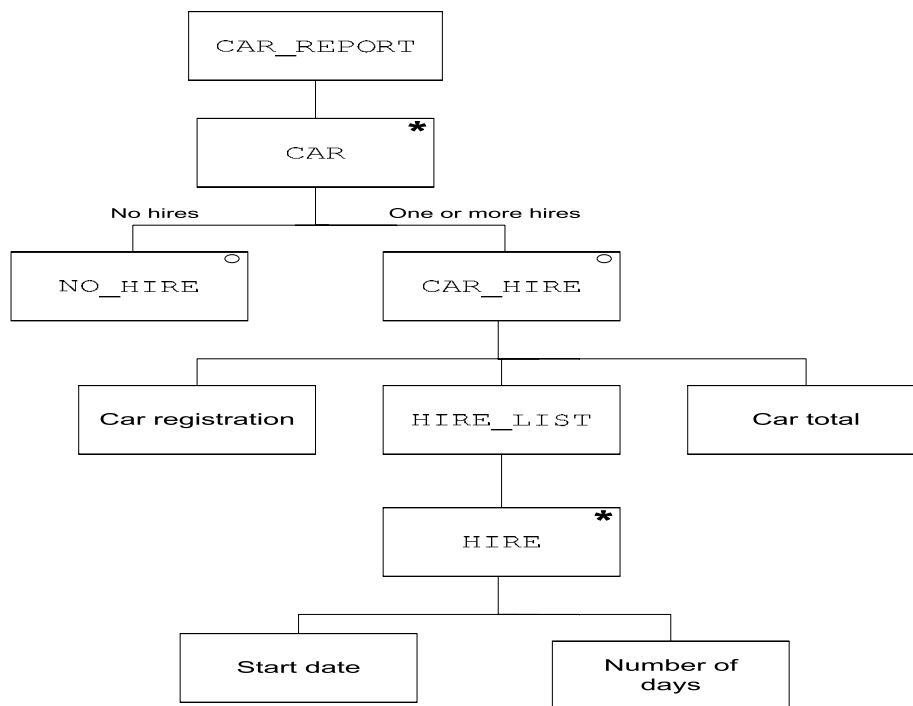 CAR_REPORT
*
CAR
No hires
One or more hires
NO_HIRE
CAR_HIRE
Car registration
HIRE_LIST
Car total
*
HIRE
Start date
Number of
days